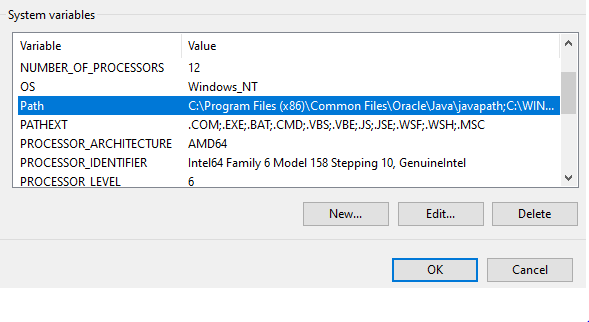 System variables
Variable Value
NUMBER_OF_PROCESSORS 12
OS Windows_NT
Path C:\Program Files (x86)\Common Files\Oracle\Java\javapath;C:\WIN...
PATHEXT .COM;.EXE;.BAT;.CMD;.VBS;.VBE;.JS;.JSE;.WSF;.WSH;.MSC
PROCESSOR_ARCHITECTURE AMD64
PROCESSOR_IDENTIFIER Intel64 Family 6 Model 158 Stepping 10, GenuineIntel
PROCESSOR_LEVEL 6
New... Edit... Delete
OK Cancel